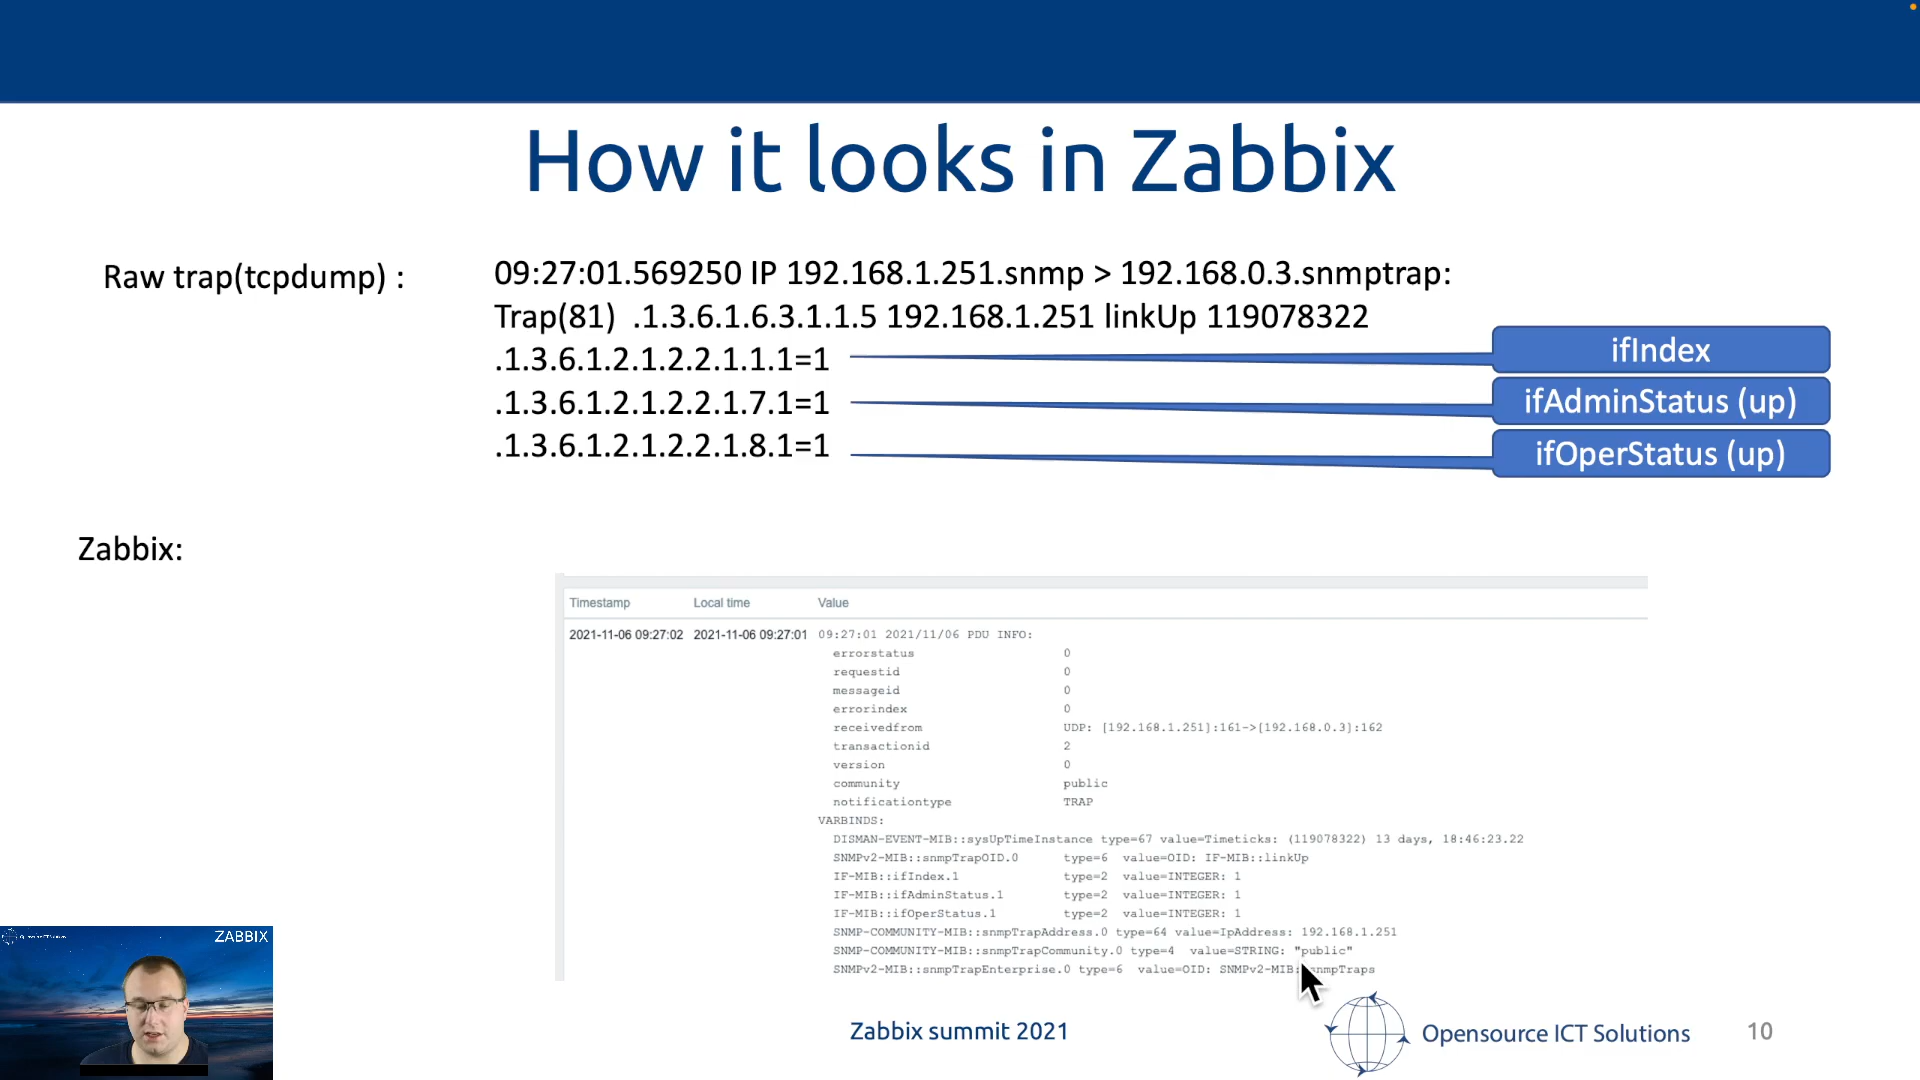 How it looks in Zabbix
Raw trap(tcpdump) :
09:27:01.569250 IP 192.168.1.251.snmp > 192.168.0.3.snmptrap:
Trap(81)  .1.3.6.1.6.3.1.1.5 192.168.1.251 linkUp 119078322
.1.3.6.1.2.1.2.2.1.1.1=1
ifIndex
.1.3.6.1.2.1.2.2.1.7.1=1
ifAdminStatus (up)
.1.3.6.1.2.1.2.2.1.8.1=1
ifOperStatus (up)
Zabbix:
Timestamp Local time Value
2021-11-06 09:27:02 2021-11-06 09:27:01 09:27:01 2021/11/06 PDU INFO:
errorstatus 0
requestid 0
messageid 0
errorindex 0
receivedfrom UDP: [192.168.1.251]:161->[192.168.0.3]:162
transactionid 2
version 0
community public
notificationtype TRAP
VARBINDS:
DISMAN-EVENT-MIB::sysUpTimeInstance type=67 value=Timeticks: (119078322) 13 days, 18:46:23.22
SNMPv2-MIB::snmpTrapOID.0 type=6 value=OID: IF-MIB::linkUp
IF-MIB::ifIndex.1 type=2 value=INTEGER: 1
IF-MIB::ifAdminStatus.1 type=2 value=INTEGER: 1
IF-MIB::ifOperStatus.1 type=2 value=INTEGER: 1
SNMP-COMMUNITY-MIB::snmpTrapAddress.0 type=64 value=IpAddress: 192.168.1.251
SNMP-COMMUNITY-MIB::snmpTrapCommunity.0 type=4 value=STRING: "public"
SNMPv2-MIB::snmpTrapEnterprise.0 type=6 value=OID: SNMPv2-MIB::snmpTraps
ZABBIX
Zabbix summit 2021
Opensource ICT Solutions
10